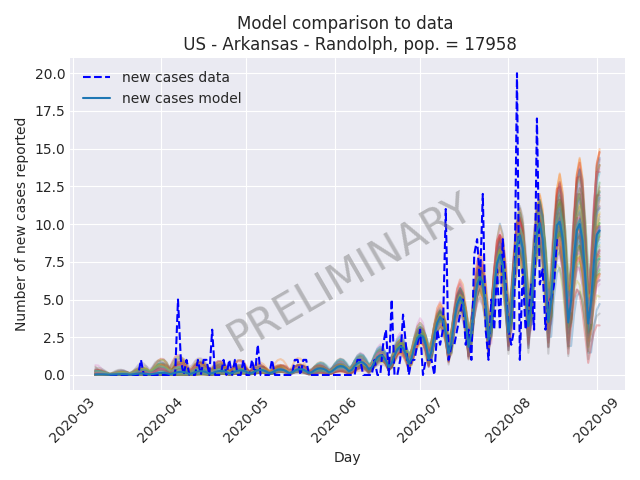 Model comparison to data
US - Arkansas - Randolph, pop. = 17958
new cases data
new cases model
Number of new cases reported
20.0
17.5
15.0
12.5
10.0
7.5
5.0
2.5
0.0
PRELIMINARY
2020-03
2020-04
2020-05
2020-06
2020-07
2020-08
2020-09
Day